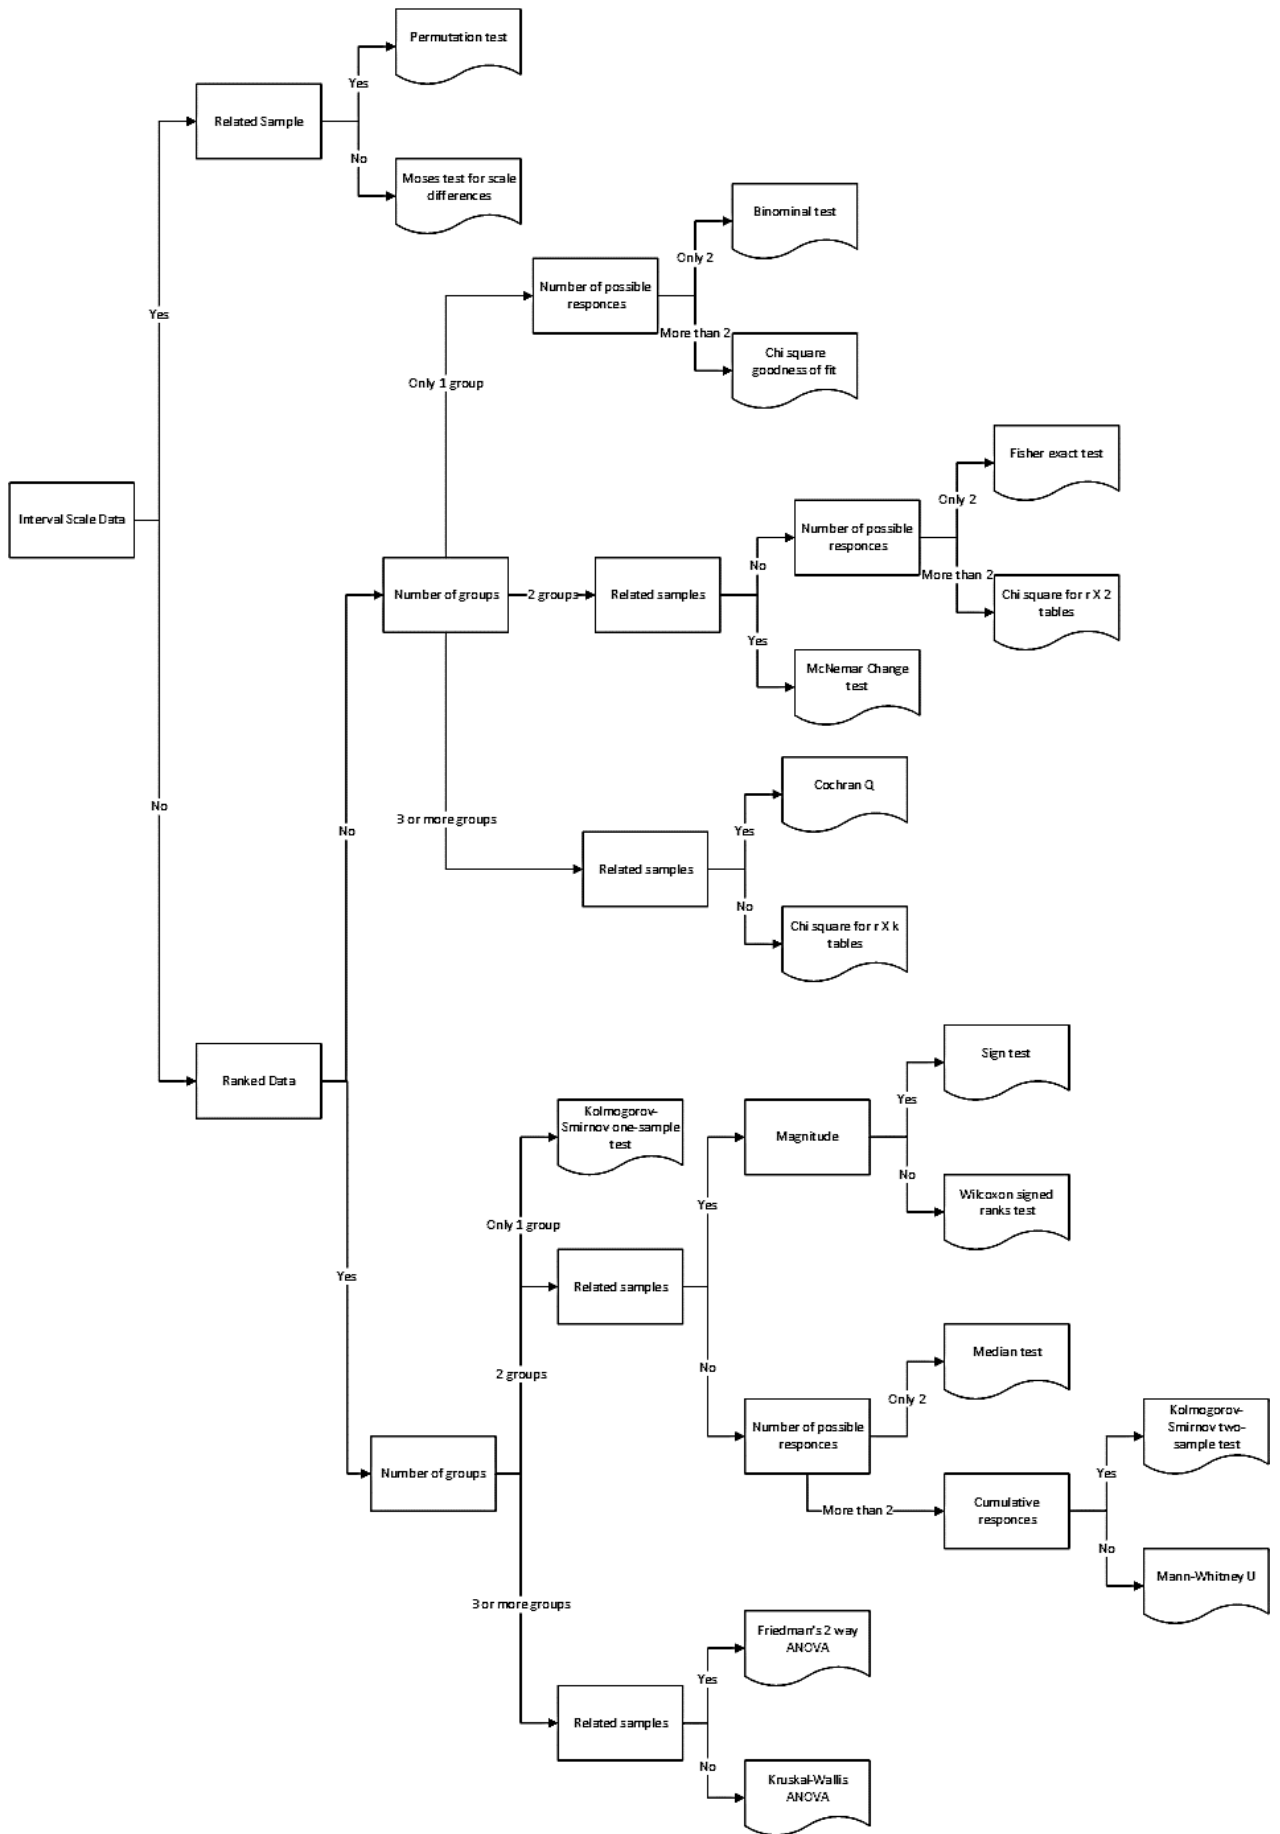 Permutation test
Yes
Related Sample
No
Moses test for scale
differences
Binominal test
Only 2
Number of possible
responces
Yes
More than 2
Chi square
goodness of fit
Only 1 group
Fisher exact test
Only 2
Interval Scale Data
Number of possible
responces
No
More than 2
Number of groups
2 groups
Related samples
Chi square for r X 2
tables
Yes
McNemar Change
test
Cochran Q
No
3 or more groups
Yes
No
Related samples
No
Chi square for r X k
tables
Sign test
Ranked Data
Yes
Kolmogorov-
Smirnov one-sample
test
Magnitude
No
Yes
Wilcoxon signed
ranks test
Only 1 group
Yes
Related samples
Median test
No
2 groups
Only 2
Number of possible
responces
Kolmogorov-
Smirnov two-
sample test
Number of groups
Yes
More than 2
Cumulative
responces
No
Mann-Whitney U
3 or more groups
Friedman's 2 way
ANOVA
Yes
Related samples
No
Kruskal-Wallis
ANOVA